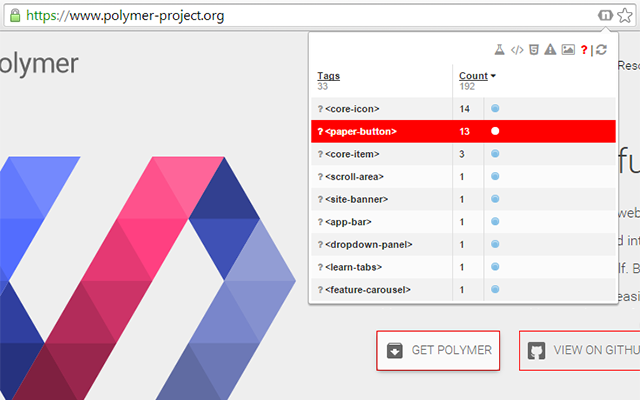 https://www.polymer-project.org
olymer
Reso
Tags
33
Count
192
? <core-icon> 14
? <paper-button> 13
? <core-item> 3
? <scroll-area> 1
? <site-banner> 1
? <app-bar> 1
? <dropdown-panel> 1
? <learn-tabs> 1
? <feature-carousel> 1
fu
web
d int
lf. B
easi
GET POLYMER
VIEW ON GITHU